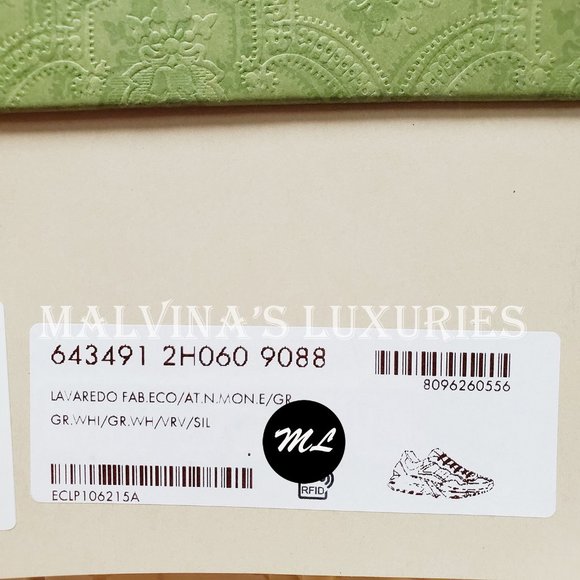 MALVINA'S LUXURIES
643491 2H060 9088
8096260556
LAVAREDO FAB.ECO/AT.N.MON.E/GR
GR.WHI/GR.WH/VRV/SIL
ML
ECLP106215A
RFID